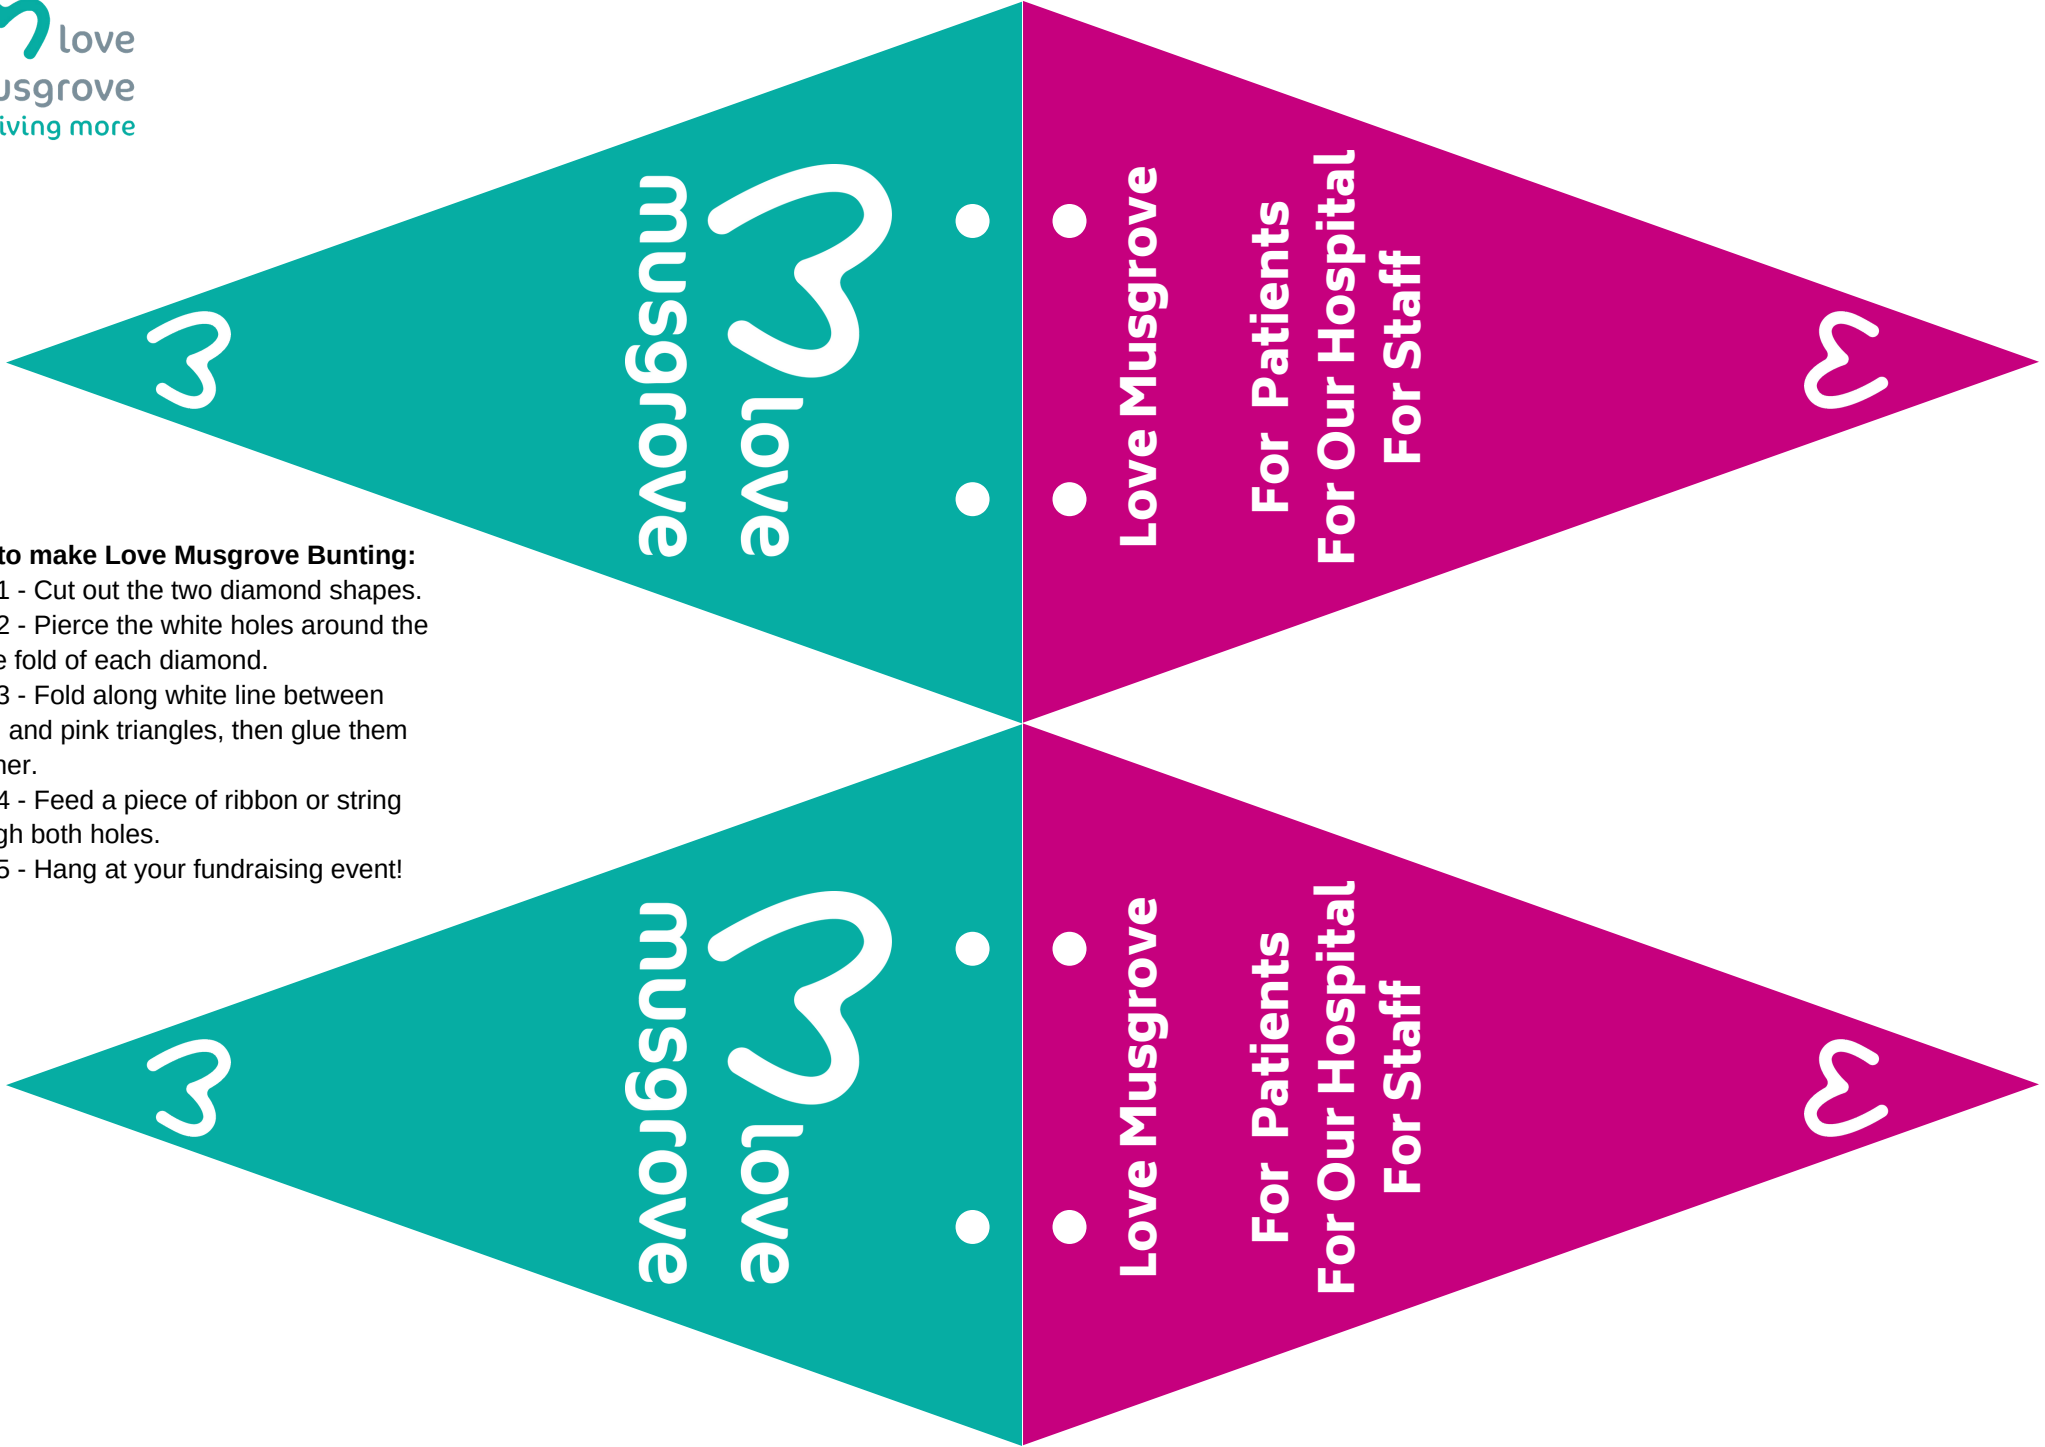 love
usgrove
iving more
to make Love Musgrove Bunting:
1 - Cut out the two diamond shapes.
2 - Pierce the white holes around the
e fold of each diamond.
3 - Fold along white line between
and pink triangles, then glue them
her.
4 - Feed a piece of ribbon or string
gh both holes.
5 - Hang at your fundraising event!
love
musgrove
Love Musgrove
For Patients
For Our Hospital
For Staff
love
musgrove
Love Musgrove
For Patients
For Our Hospital
For Staff